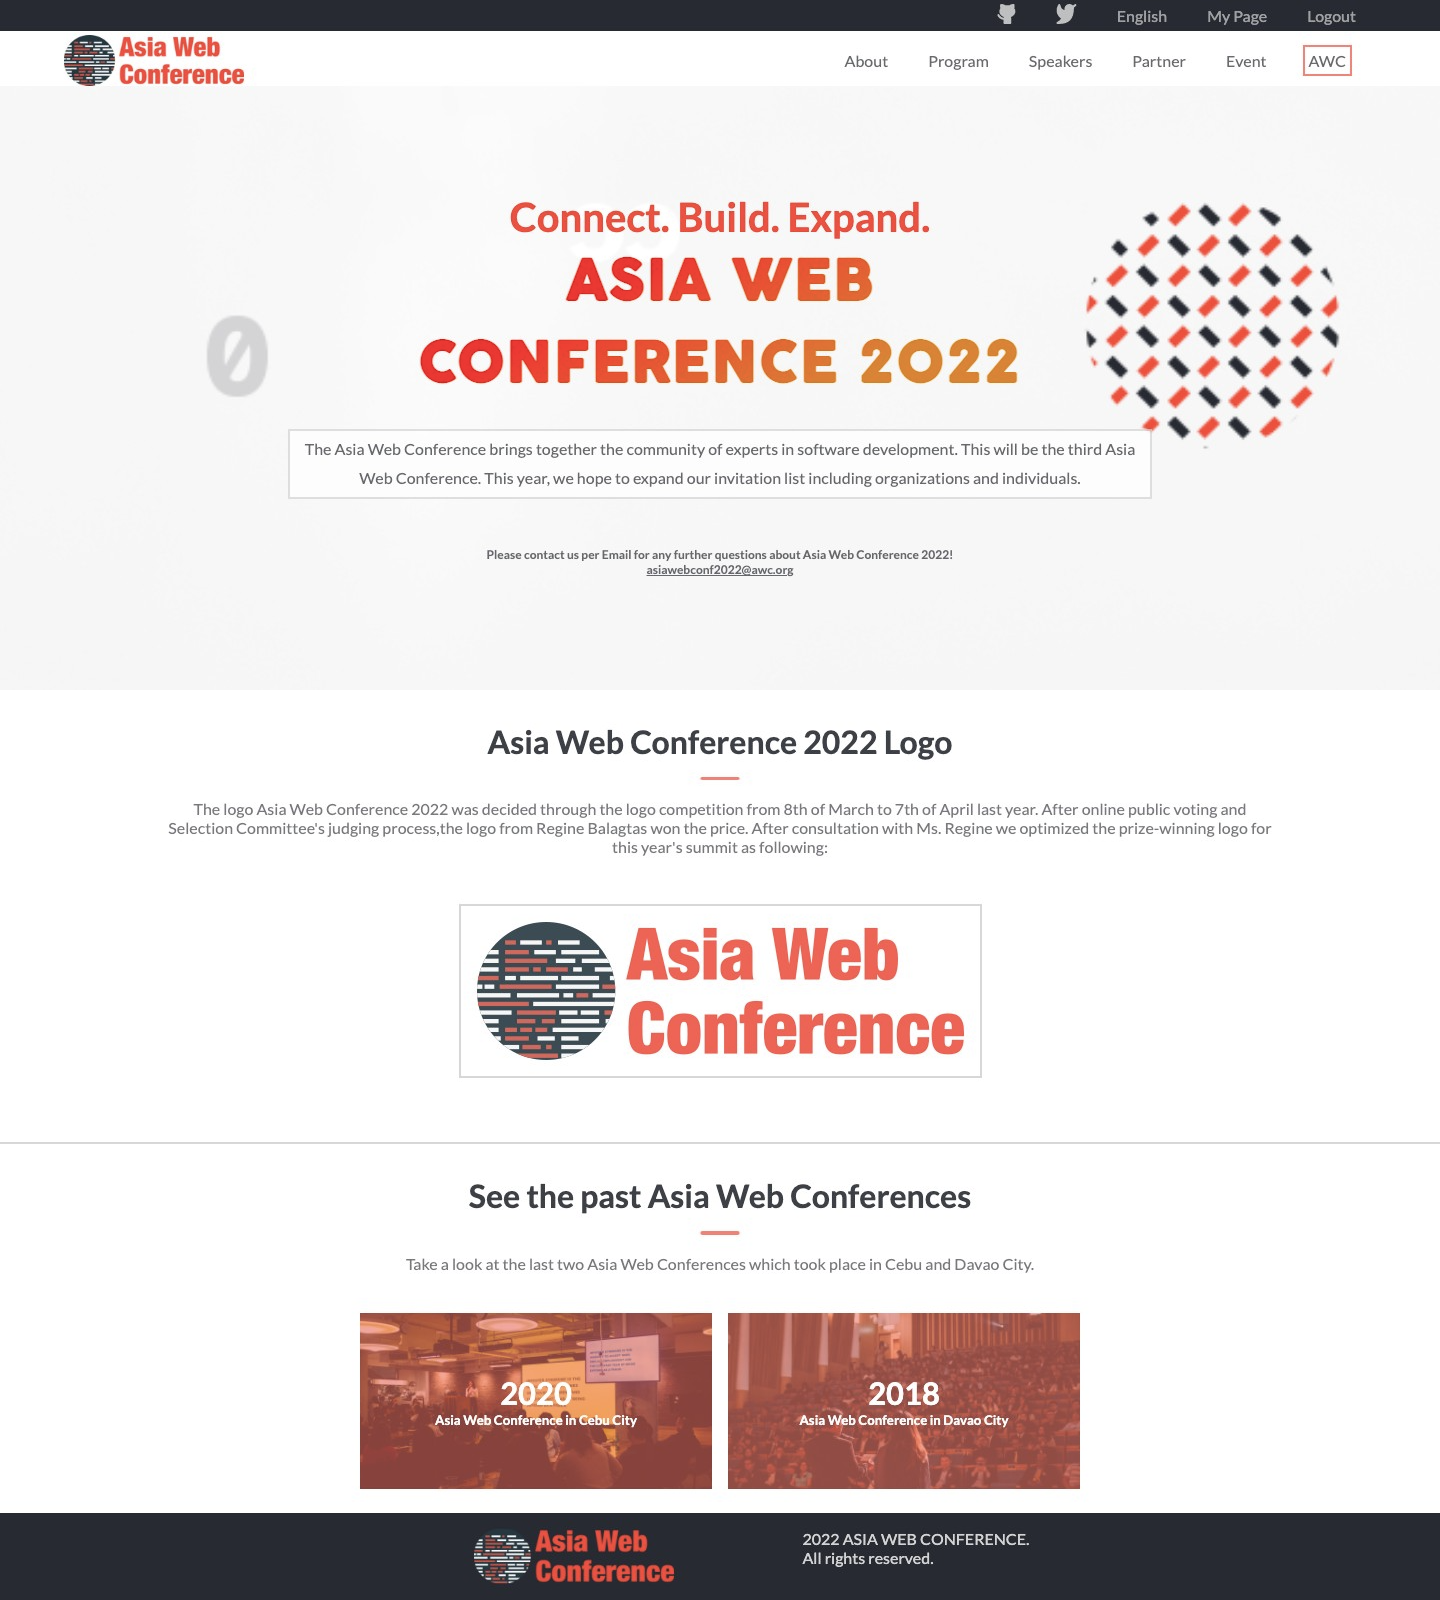 English My Page Logout
Asia Web
Conference
About Program Speakers Partner Event AWC
Connect. Build. Expand.
ASIA WEB
CONFERENCE 2022
0
The Asia Web Conference brings together the community of experts in software development. This will be the third Asia
Web Conference. This year, we hope to expand our invitation list including organizations and individuals.
Please contact us per Email for any further questions about Asia Web Conference 2022!
asiawebconf2022@awc.org
Asia Web Conference 2022 Logo
The logo Asia Web Conference 2022 was decided through the logo competition from 8th of March to 7th of April last year. After online public voting and
Selection Committee's judging process,the logo from Regine Balagtas won the price. After consultation with Ms. Regine we optimized the prize-winning logo for
this year's summit as following:
Asia Web
Conference
See the past Asia Web Conferences
Take a look at the last two Asia Web Conferences which took place in Cebu and Davao City.
2020
Asia Web Conference in Cebu City
2018
Asia Web Conference in Davao City
Asia Web
Conference
2022 ASIA WEB CONFERENCE.
All rights reserved.